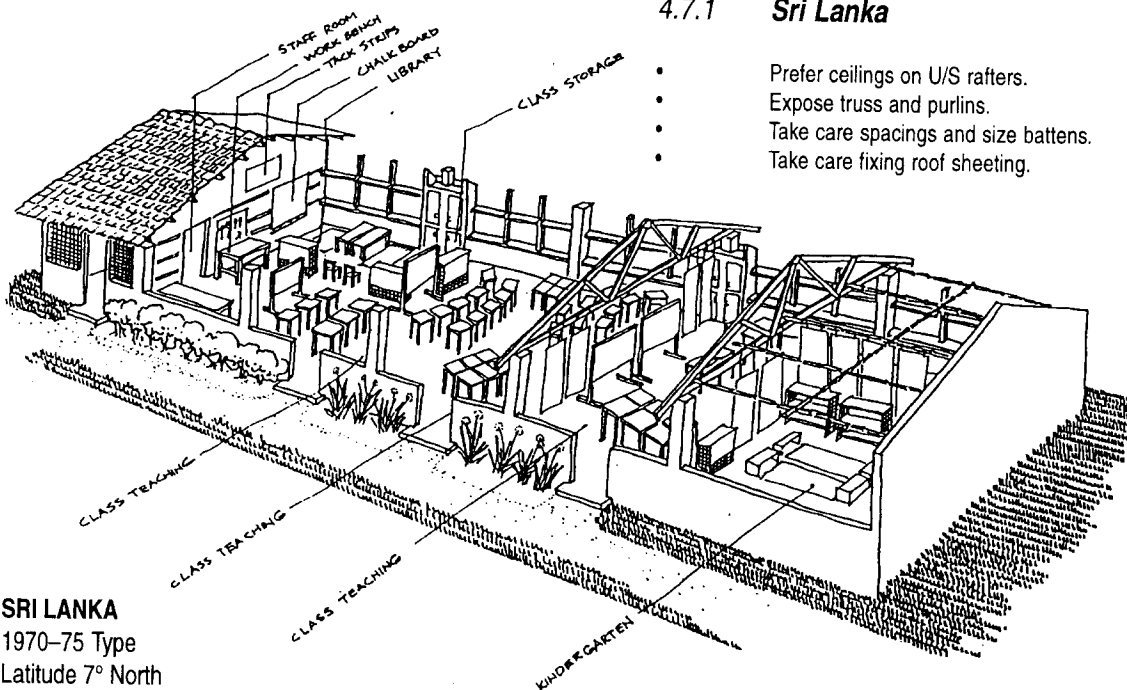 4.7.1 Sri Lanka
• Prefer ceilings on U/S rafters.
• Expose truss and purlins.
• Take care spacings and size battens.
• Take care fixing roof sheeting.
STAFF ROOM
WORK BENCH
TACK STRIPS
CHALK BOARD
LIBRARY
CLASS STORAGE
CLASS TEACHING
CLASS TEACHING
CLASS TEACHING
KINDERGARTEN
SRI LANKA
1970–75 Type
Latitude 7° North